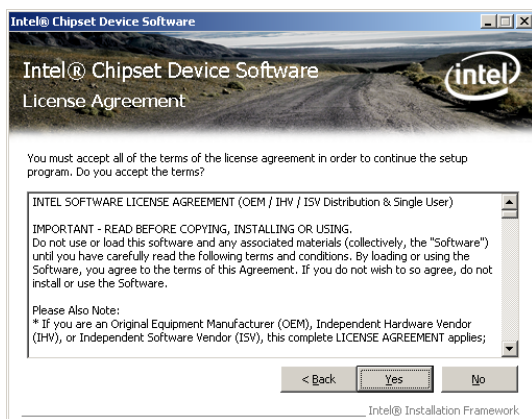 Intel® Chipset Device Software
Intel® Chipset Device Software
License Agreement
intel
You must accept all of the terms of the license agreement in order to continue the setup
program. Do you accept the terms?
INTEL SOFTWARE LICENSE AGREEMENT (OEM / IHV / ISV Distribution & Single User)
IMPORTANT - READ BEFORE COPYING, INSTALLING OR USING.
Do not use or load this software and any associated materials (collectively, the "Software")
until you have carefully read the following terms and conditions. By loading or using the
Software, you agree to the terms of this Agreement. If you do not wish to so agree, do not
install or use the Software.
Please Also Note:
* If you are an Original Equipment Manufacturer (OEM), Independent Hardware Vendor
(IHV), or Independent Software Vendor (ISV), this complete LICENSE AGREEMENT applies;
< Back Yes No
Intel® Installation Framework